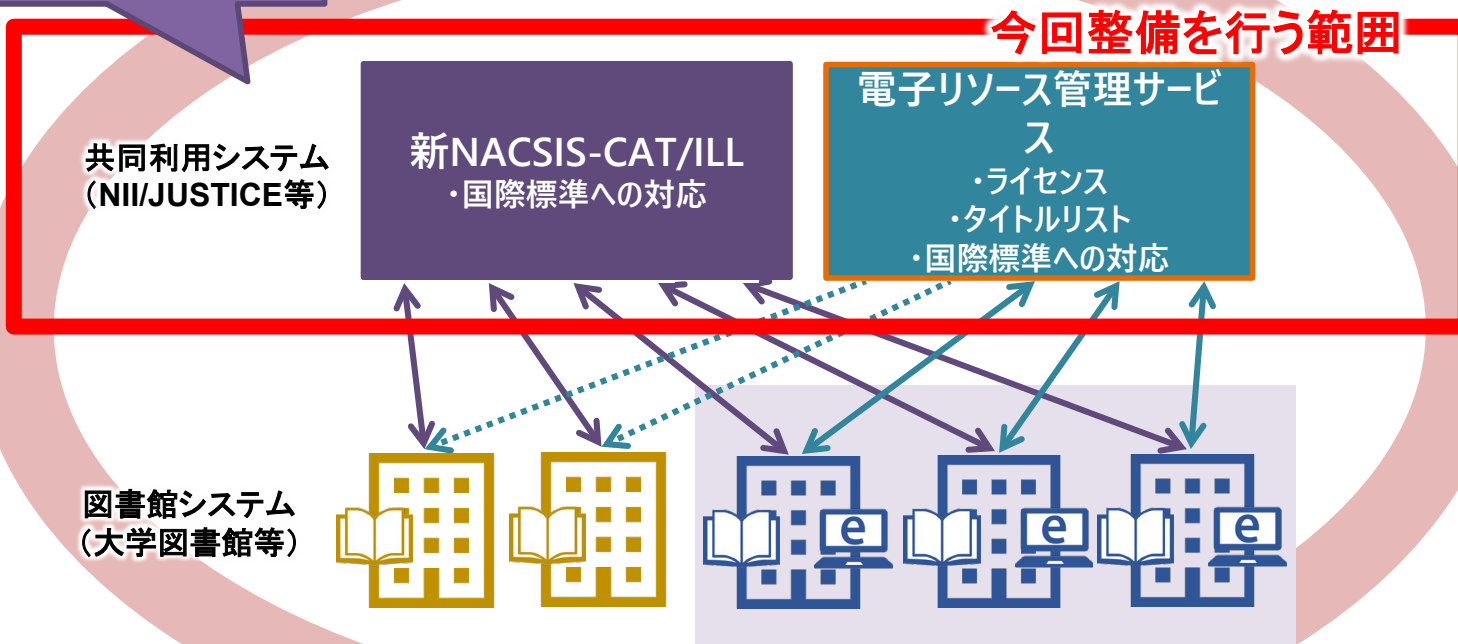 今回整備を行う範囲
共同利用システム
（NII/JUSTICE等）
新NACSIS-CAT/ILL
・国際標準への対応
電子リソース管理サービ
ス
・ライセンス
・タイトルリスト
・国際標準への対応
図書館システム
（大学図書館等）
e
e
e